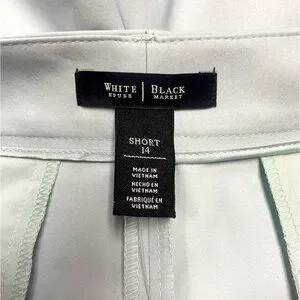 WHITE | BLACK
HOUSE | MARKET
SHORT
14
MADE IN
VIETNAM
HECHO EN
VIETNAM
FABRIQUÉ EN
VIETNAM